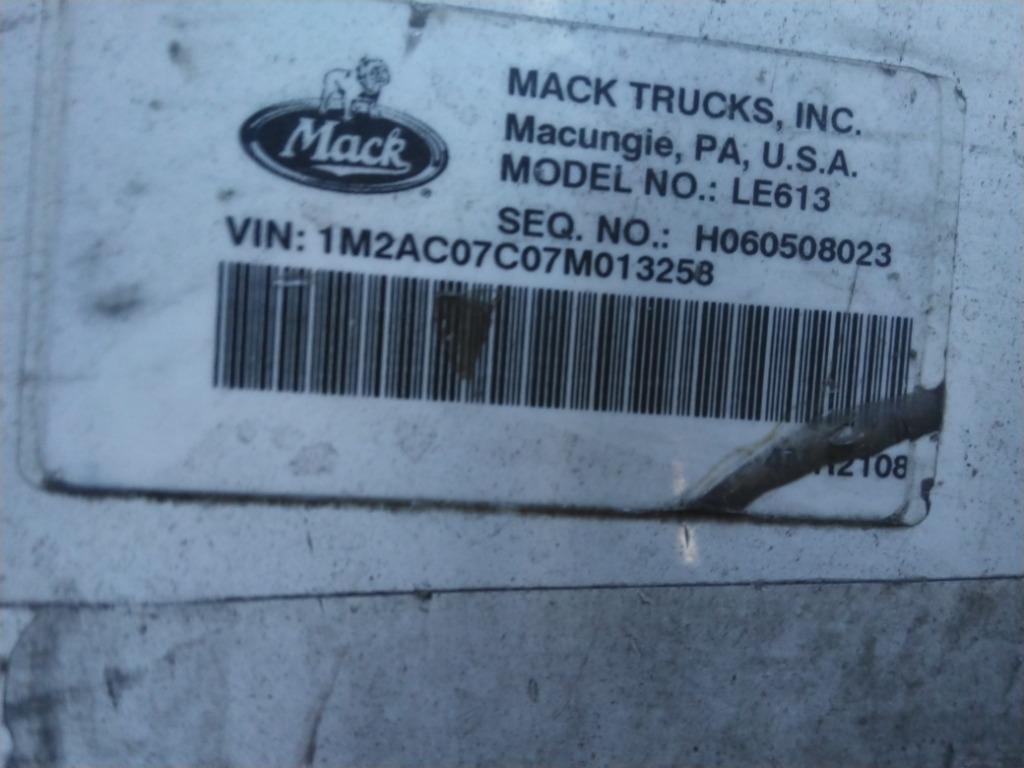 Mack
MACK TRUCKS, INC.
Macungie, PA, U.S.A.
MODEL NO.: LE613
SEQ. NO.: H060508023
VIN: 1M2AC07C07M013258